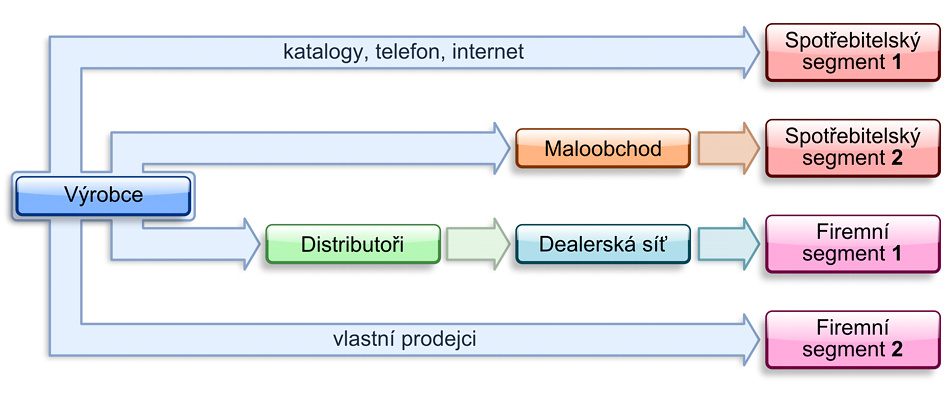 katalogy, telefon, internet
Spotřebitelský
segment 1
Maloobchod
Spotřebitelský
segment 2
Výrobce
Distributoři
Dealerská síť
Firemní
segment 1
vlastní prodejci
Firemní
segment 2